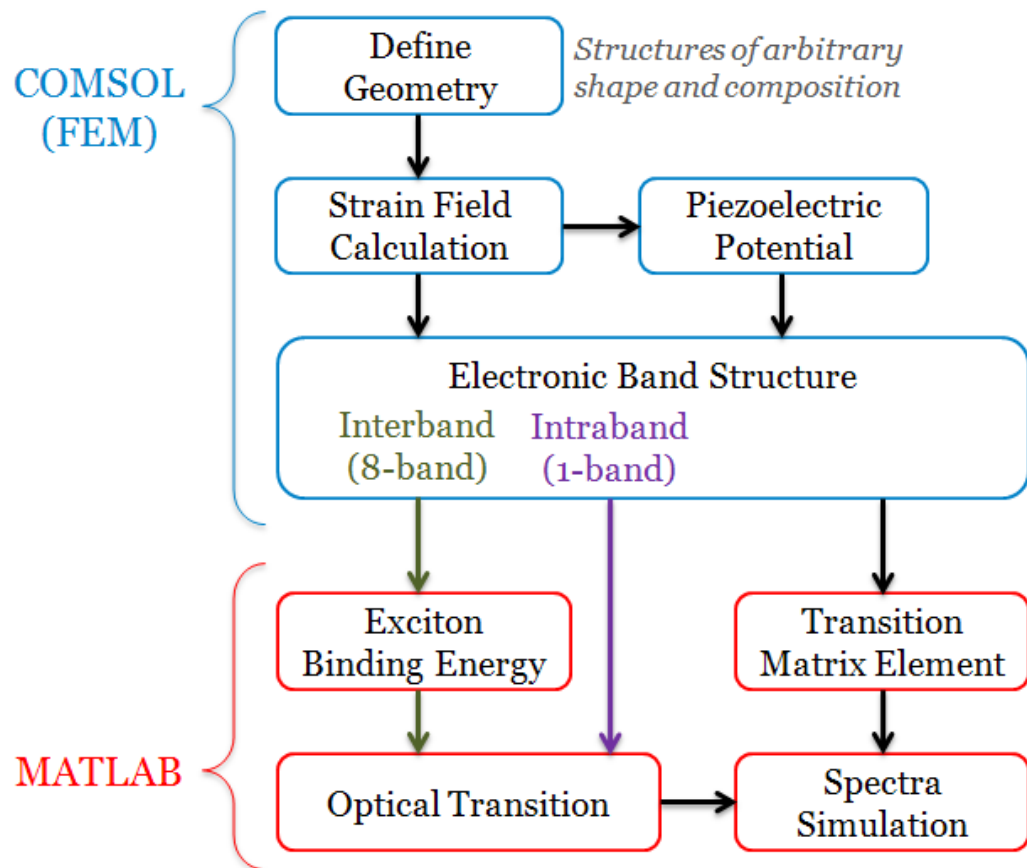 COMSOL
(FEM)
Define
Geometry
Structures of arbitrary
shape and composition
Strain Field
Calculation
Piezoelectric
Potential
Electronic Band Structure
Interband
(8-band)
Intraband
(1-band)
MATLAB
Exciton
Binding Energy
Transition
Matrix Element
Optical Transition
Spectra
Simulation